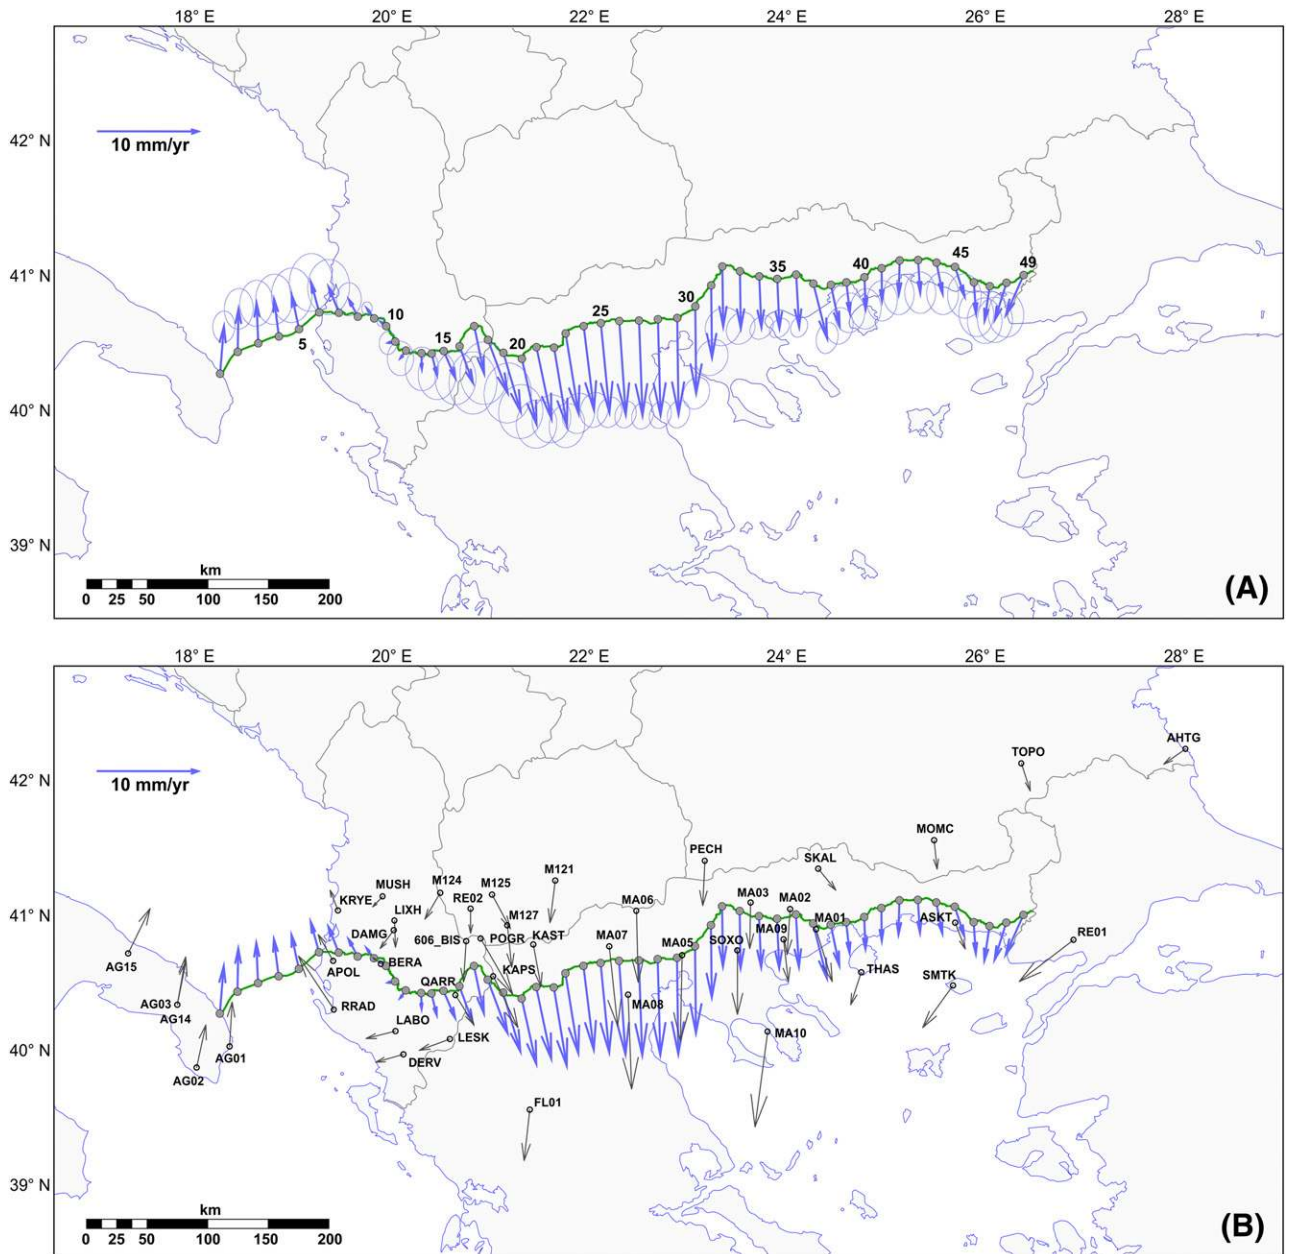 18° E 20° E 22° E 24° E 26° E 28° E
42° N
10 mm/yr
41° N
5
10
15
20
25
30
35
40
45
49
40° N
39° N
km
0 25 50 100 150 200
(A)
18° E 20° E 22° E 24° E 26° E 28° E
AHTG
TOPO
42° N
10 mm/yr
MOMC
PECH
SKAL
M121
M124
M125
MUSH
RE02
KRYE
LIXH
MA06
MA03
MA02
41° N
M127
MA01
ASKT
DAMG
606_BIS
POGR
KAST
MA07
MA05
SOXO
MA09
RE01
BERA
APOL
KAPS
AG15
QARR
THAS
SMTK
AG03
AG14
RRAD
MA08
LABO
LESK
MA10
40° N
AG01
DERV
AG02
FL01
39° N
km
0 25 50 100 150 200
(B)